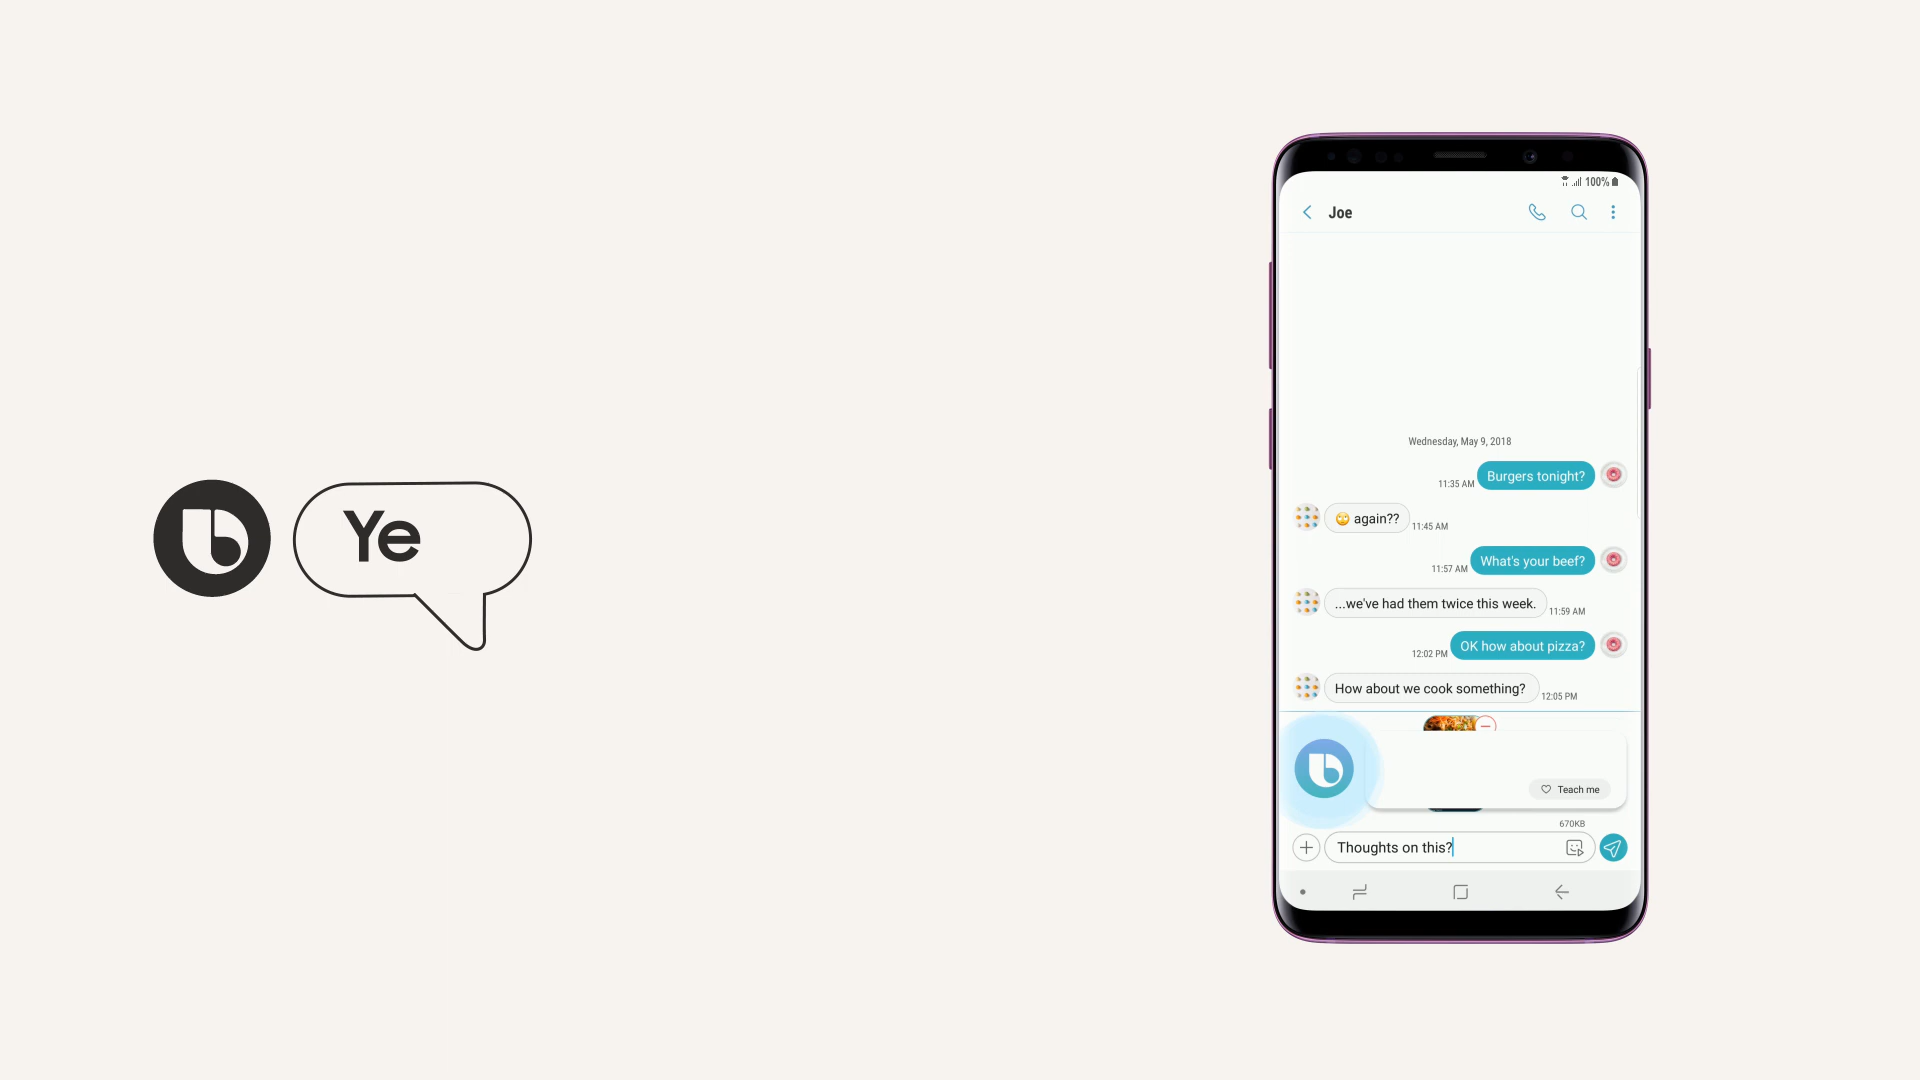 Ye
100%
Joe
Wednesday, May 9, 2018
11:35 AM Burgers tonight?
🙄 again?? 11:45 AM
11:57 AM What's your beef?
...we've had them twice this week. 11:59 AM
12:02 PM OK how about pizza?
How about we cook something? 12:05 PM
Teach me
670KB
Thoughts on this?